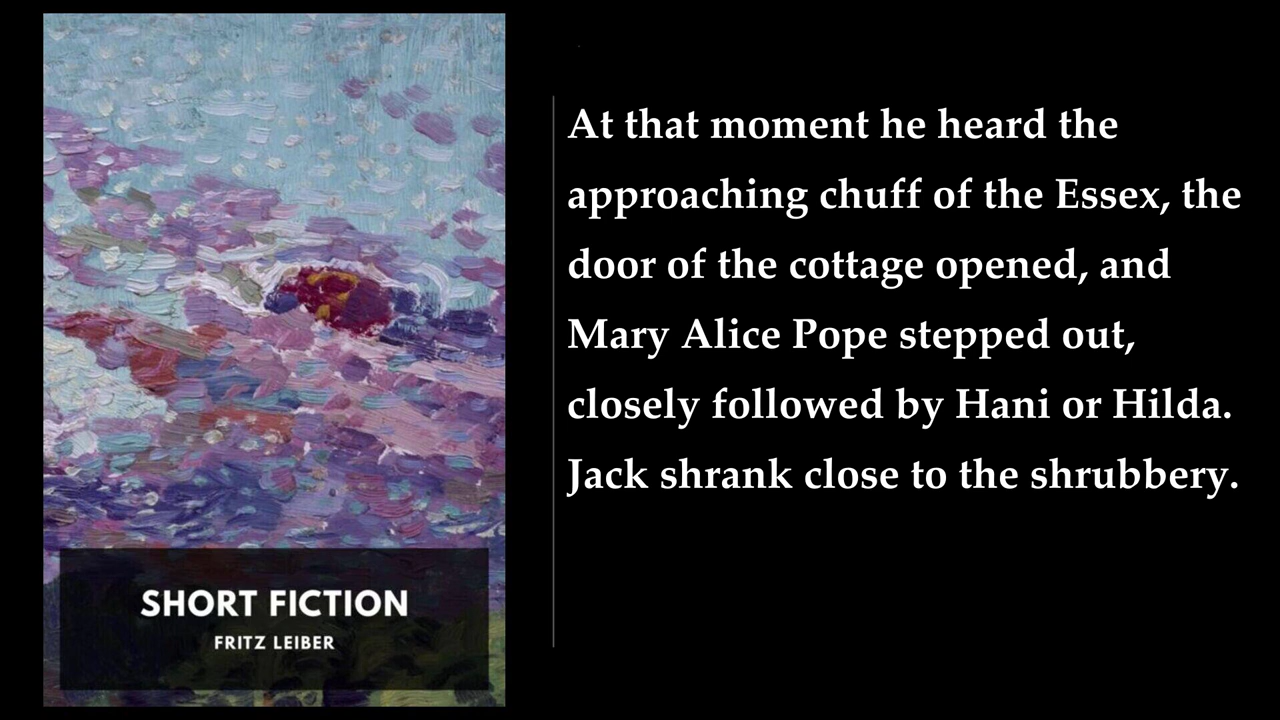 SHORT FICTION
FRITZ LEIBER
At that moment he heard the
approaching chuff of the Essex, the
door of the cottage opened, and
Mary Alice Pope stepped out,
closely followed by Hani or Hilda.
Jack shrank close to the shrubbery.